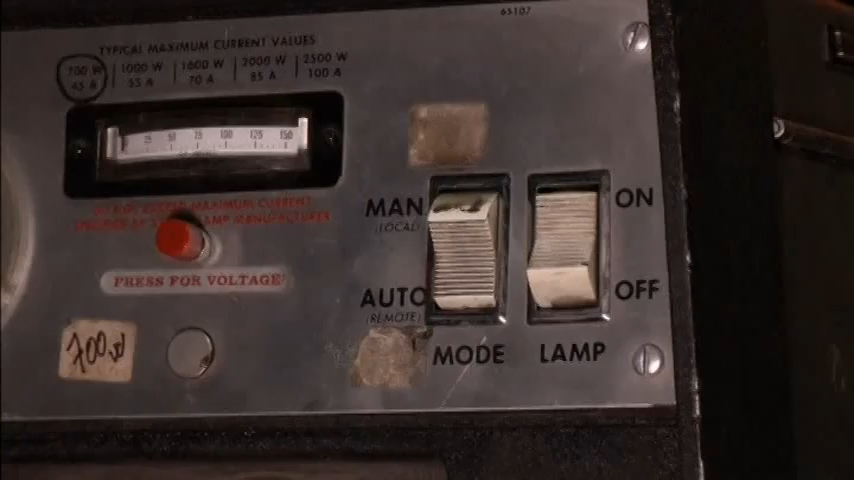 65107
TYPICAL MAXIMUM CURRENT VALUES
700 W 1000 W 1600 W 2000 W 2500 W
45 A 55 A 70 A 85 A 100 A
25 50 75 100 125 150
DO NOT EXCEED MAXIMUM CURRENT
SPECIFIED BY LAMP MANUFACTURER
PRESS FOR VOLTAGE
700W
MAN
(LOCAL)
AUTO
(REMOTE)
MODE
ON
OFF
LAMP